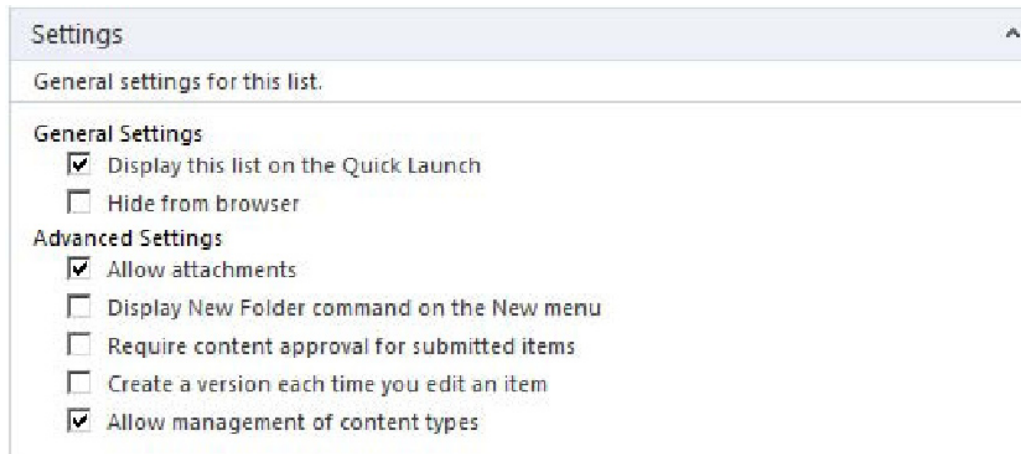 Settings
General settings for this list.
General Settings
Display this list on the Quick Launch
Hide from browser
Advanced Settings
Allow attachments
Display New Folder command on the New menu
Require content approval for submitted items
Create a version each time you edit an item
Allow management of content types